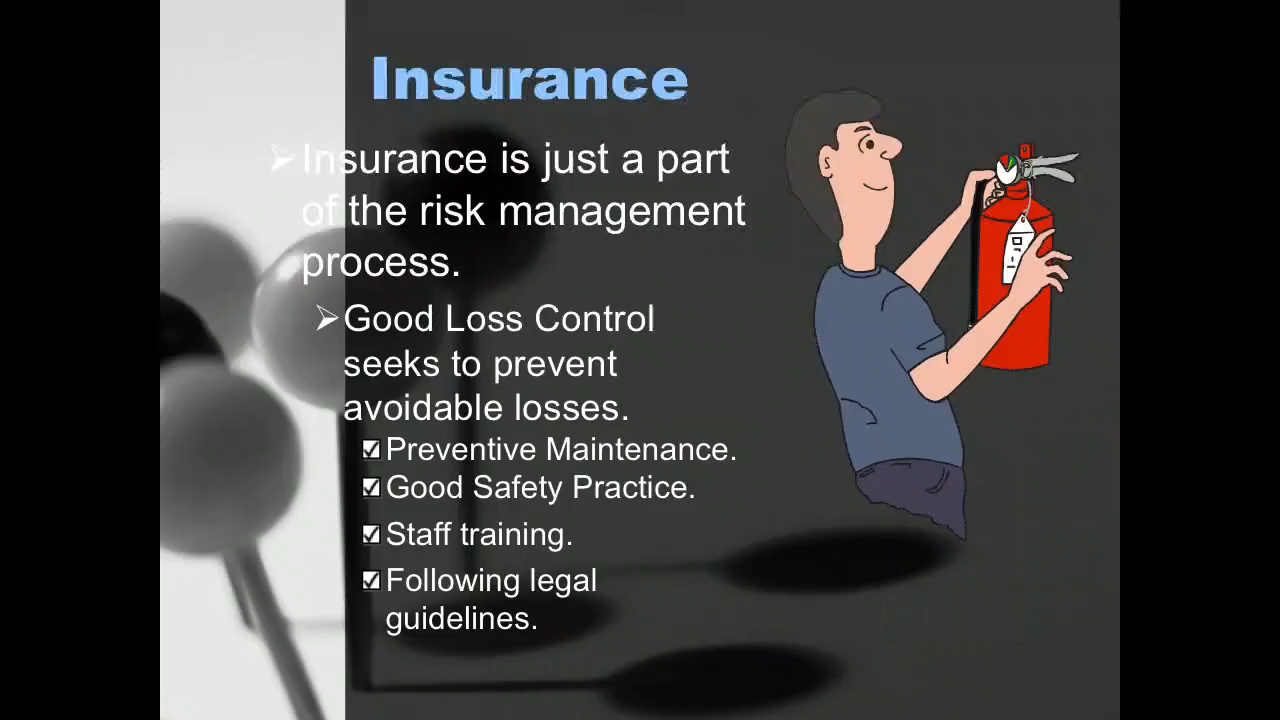 Insurance
Insurance is just a part
of the risk management
process.
Good Loss Control
seeks to prevent
avoidable losses.
Preventive Maintenance.
Good Safety Practice.
Staff training.
Following legal
guidelines.